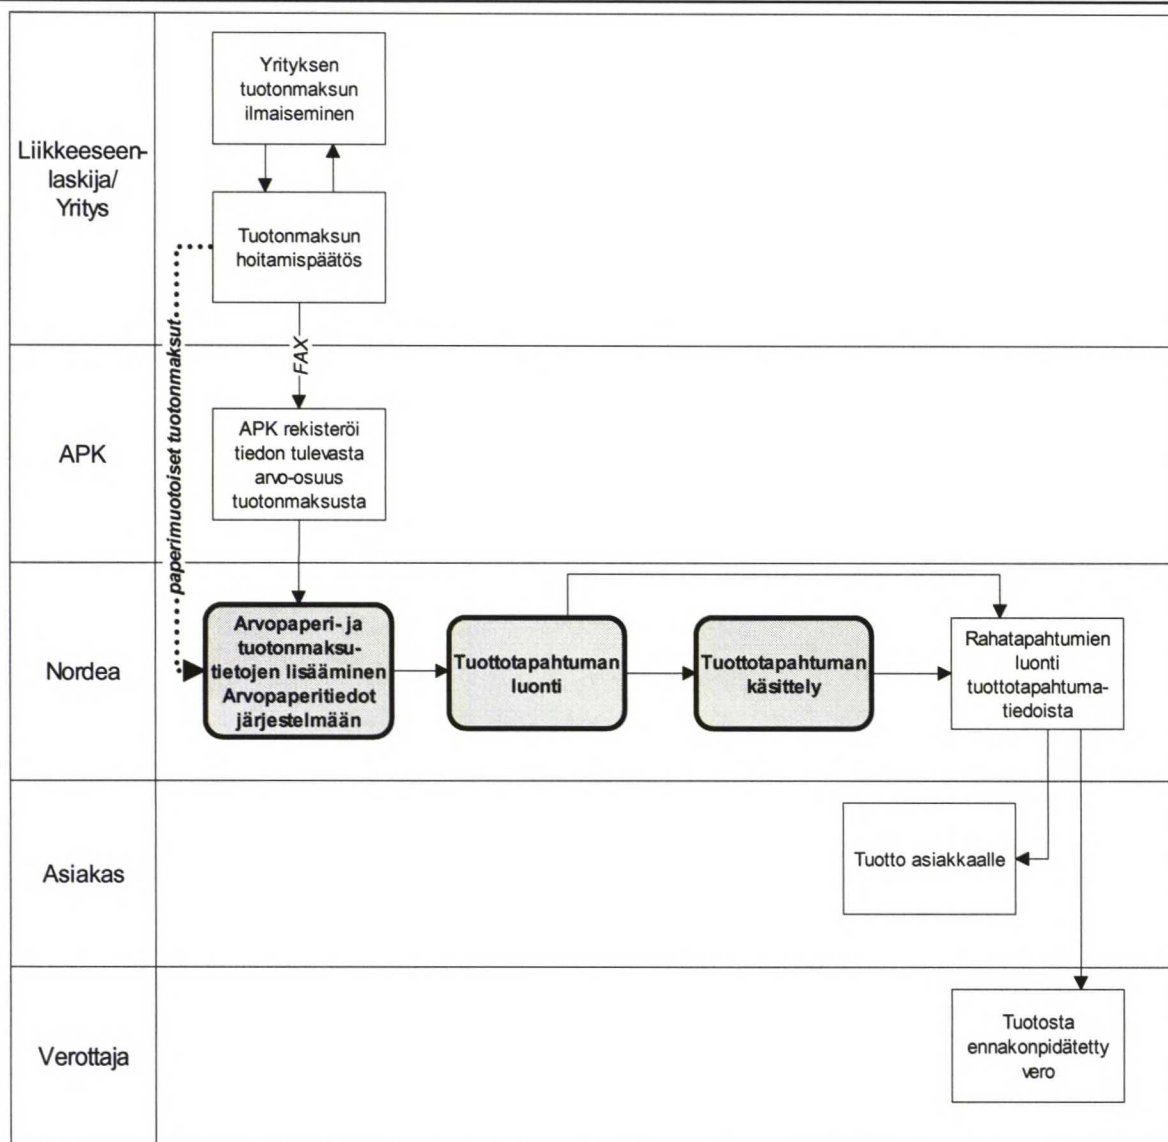 Liikkeeseen-
laskija/
Yritys
Yrityksen
tuotonmaksun
ilmaiseminen
Tuotonmaksun
hoitamispäätös
paperimuotoiset tuotonmaksut
FAX
APK
APK rekisteröi
tiedon tulevasta
arvo-osuus
tuotonmaksusta
Nordea
Arvopaperi- ja
tuotonmaksu-
tietojen lisääminen
Arvopaperitiedot
järjestelmään
Tuottotapahtuman
luonti
Tuottotapahtuman
käsittely
Rahatapahtumien
luonti
tuottotapahtuma-
tiedoista
Asiakas
Tuotto asiakkaalle
Verottaja
Tuotosta
ennakonpidätetty
vero